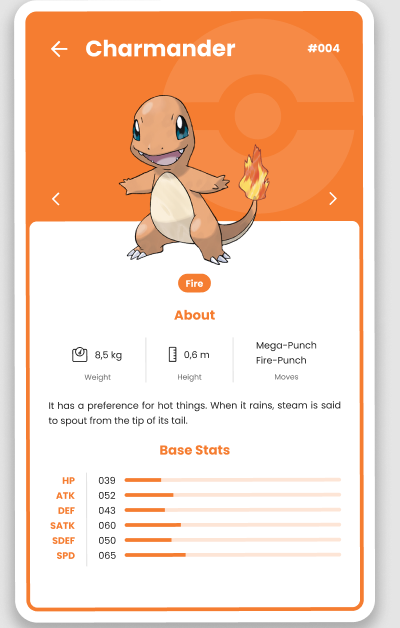 Charmander
#004
Fire
About
8,5 kg
0,6 m
Mega-Punch
Fire-Punch
Weight
Height
Moves
It has a preference for hot things. When it rains, steam is said
to spout from the tip of its tail.
Base Stats
HP 039
ATK 052
DEF 043
SATK 060
SDEF 050
SPD 065